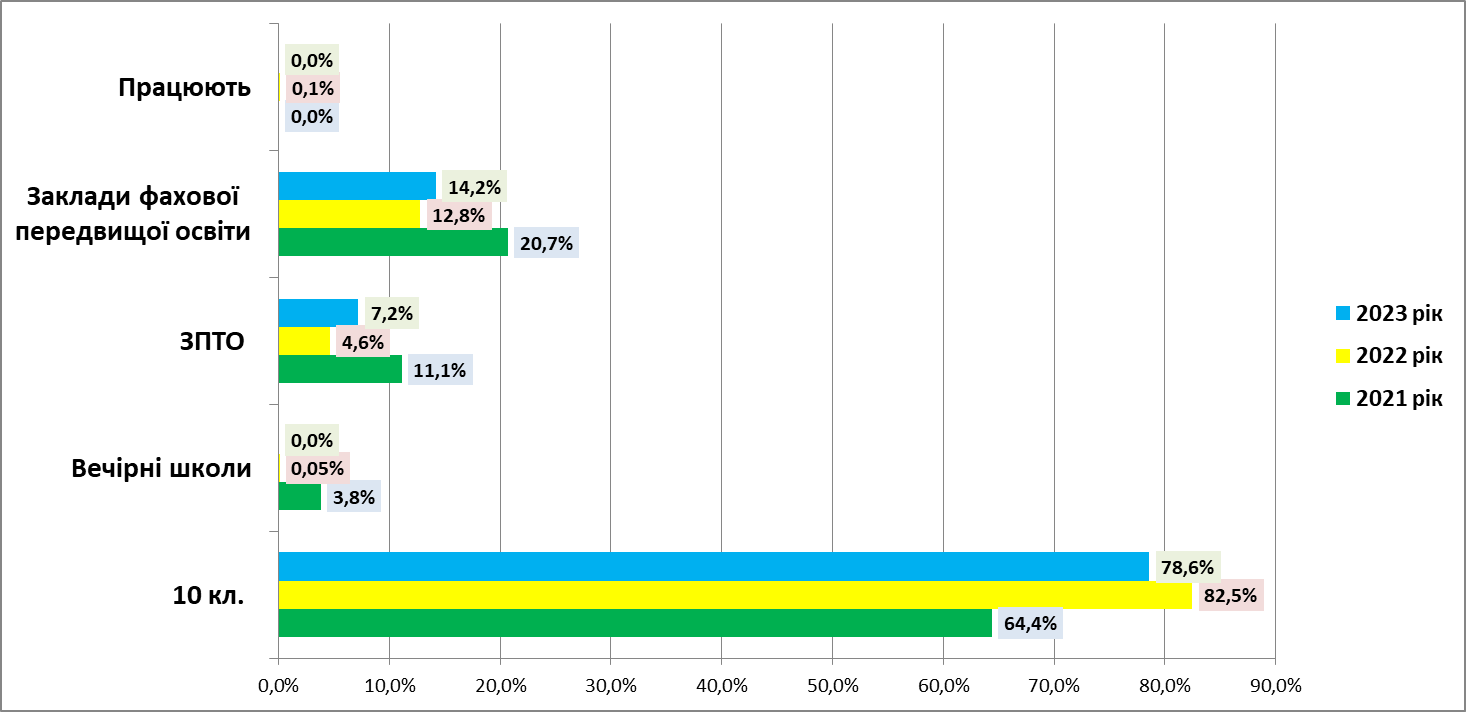 Працюють
0,0%
0,1%
0,0%
Заклади фахової
передвищої освіти
14,2%
12,8%
20,7%
ЗПТО
7,2%
4,6%
11,1%
Вечірні школи
0,0%
0,05%
3,8%
10 кл.
78,6%
82,5%
64,4%
0,0% 10,0% 20,0% 30,0% 40,0% 50,0% 60,0% 70,0% 80,0% 90,0%
2023 рік
2022 рік
2021 рік